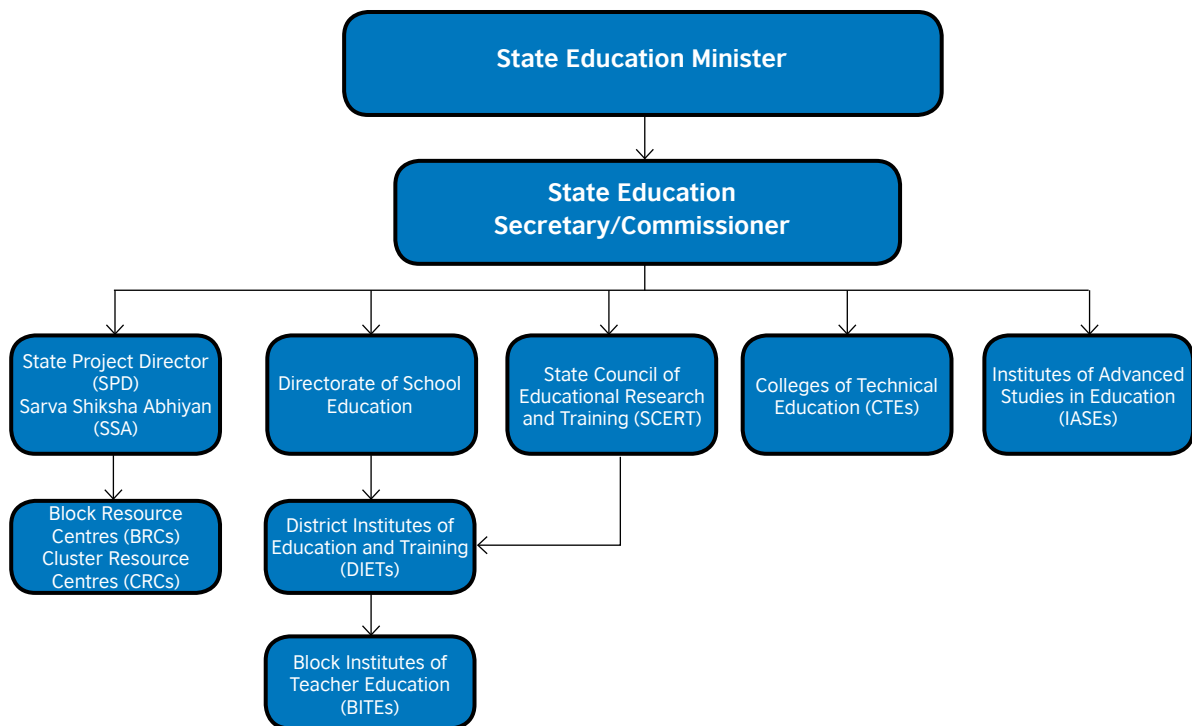 State Education Minister
State Education
Secretary/Commissioner
State Project Director
(SPD)
Sarva Shiksha Abhiyan
(SSA)
Directorate of School
Education
State Council of
Educational Research
and Training (SCERT)
Colleges of Technical
Education (CTEs)
Institutes of Advanced
Studies in Education
(IASEs)
Block Resource
Centres (BRCs)
Cluster Resource
Centres (CRCs)
District Institutes of
Education and Training
(DIETs)
Block Institutes of
Teacher Education
(BITEs)